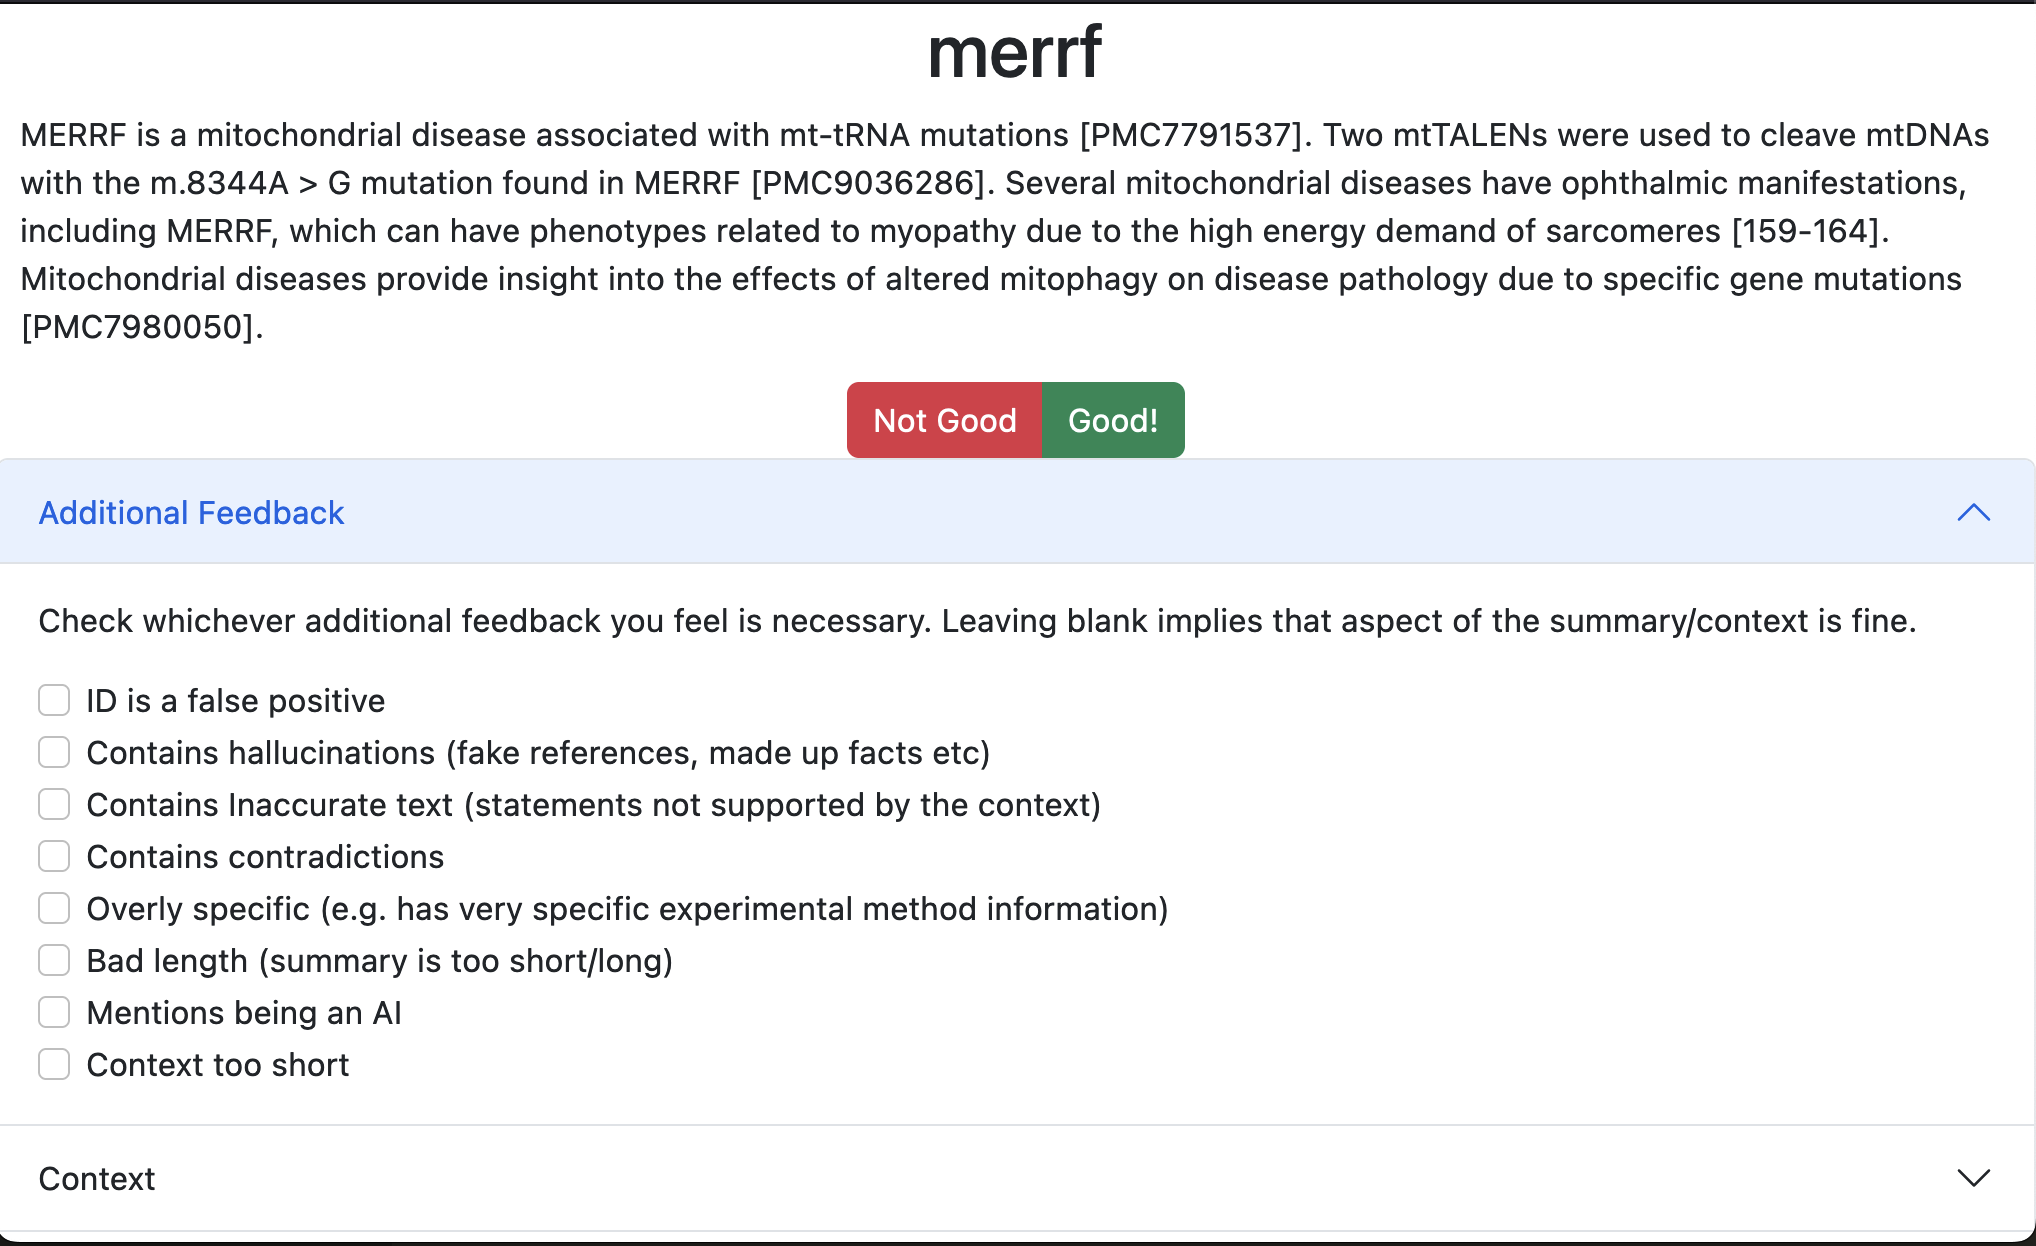 merrf
MERRF is a mitochondrial disease associated with mt-tRNA mutations [PMC7791537]. Two mtTALENs were used to cleave mtDNAs
with the m.8344A > G mutation found in MERRF [PMC9036286]. Several mitochondrial diseases have ophthalmic manifestations,
including MERRF, which can have phenotypes related to myopathy due to the high energy demand of sarcomeres [159-164].
Mitochondrial diseases provide insight into the effects of altered mitophagy on disease pathology due to specific gene mutations
[PMC7980050].
Not Good Good!
Additional Feedback
Check whichever additional feedback you feel is necessary. Leaving blank implies that aspect of the summary/context is fine.
ID is a false positive
Contains hallucinations (fake references, made up facts etc)
Contains Inaccurate text (statements not supported by the context)
Contains contradictions
Overly specific (e.g. has very specific experimental method information)
Bad length (summary is too short/long)
Mentions being an AI
Context too short
Context